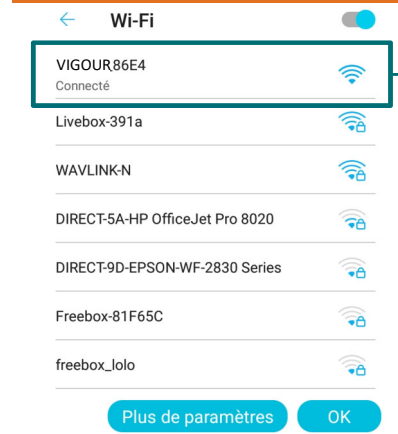 Wi-Fi
VIGOUR86E4
Connecté
Livebox-391a
WAVLINK-N
DIRECT-5A-HP OfficeJet Pro 8020
DIRECT-9D-EPSON-WF-2830 Series
Freebox-81F65C
freebox_lolo
Plus de paramètres OK